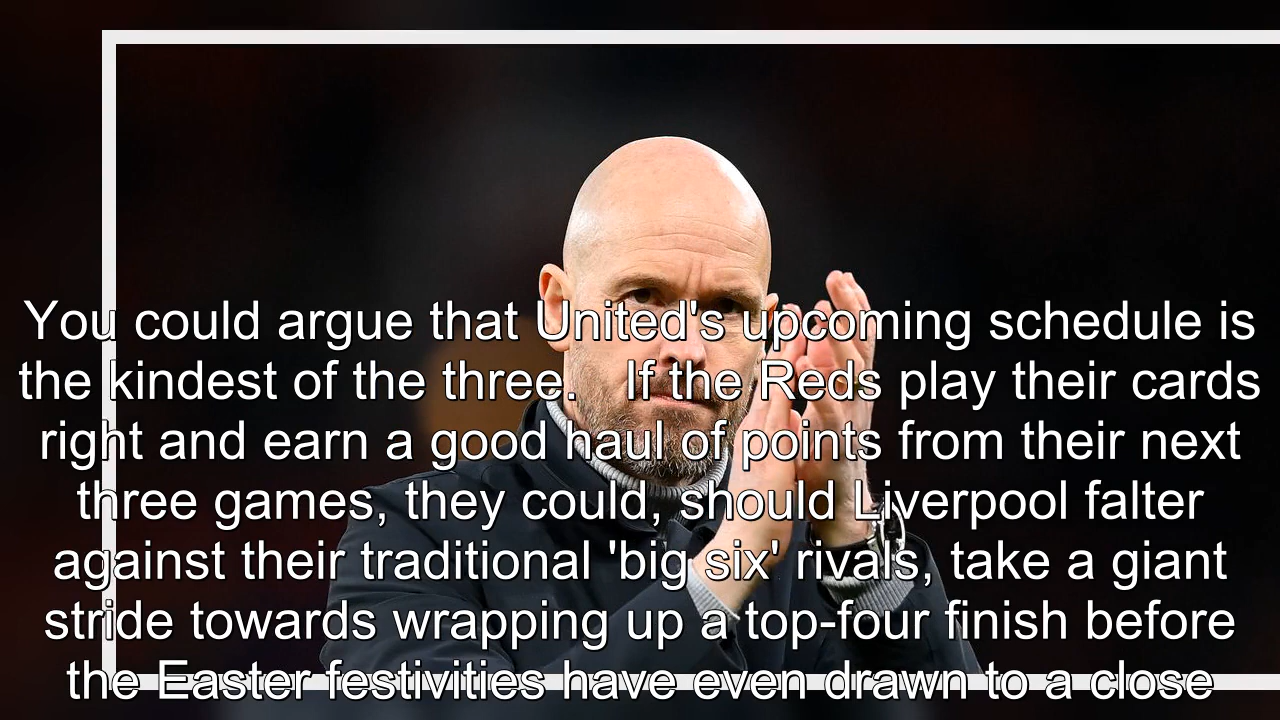 You could argue that United's upcoming schedule is
the kindest of the three.   If the Reds play their cards
right and earn a good haul of points from their next
three games, they could, should Liverpool falter
against their traditional 'big six' rivals, take a giant
stride towards wrapping up a top-four finish before
the Easter festivities have even drawn to a close